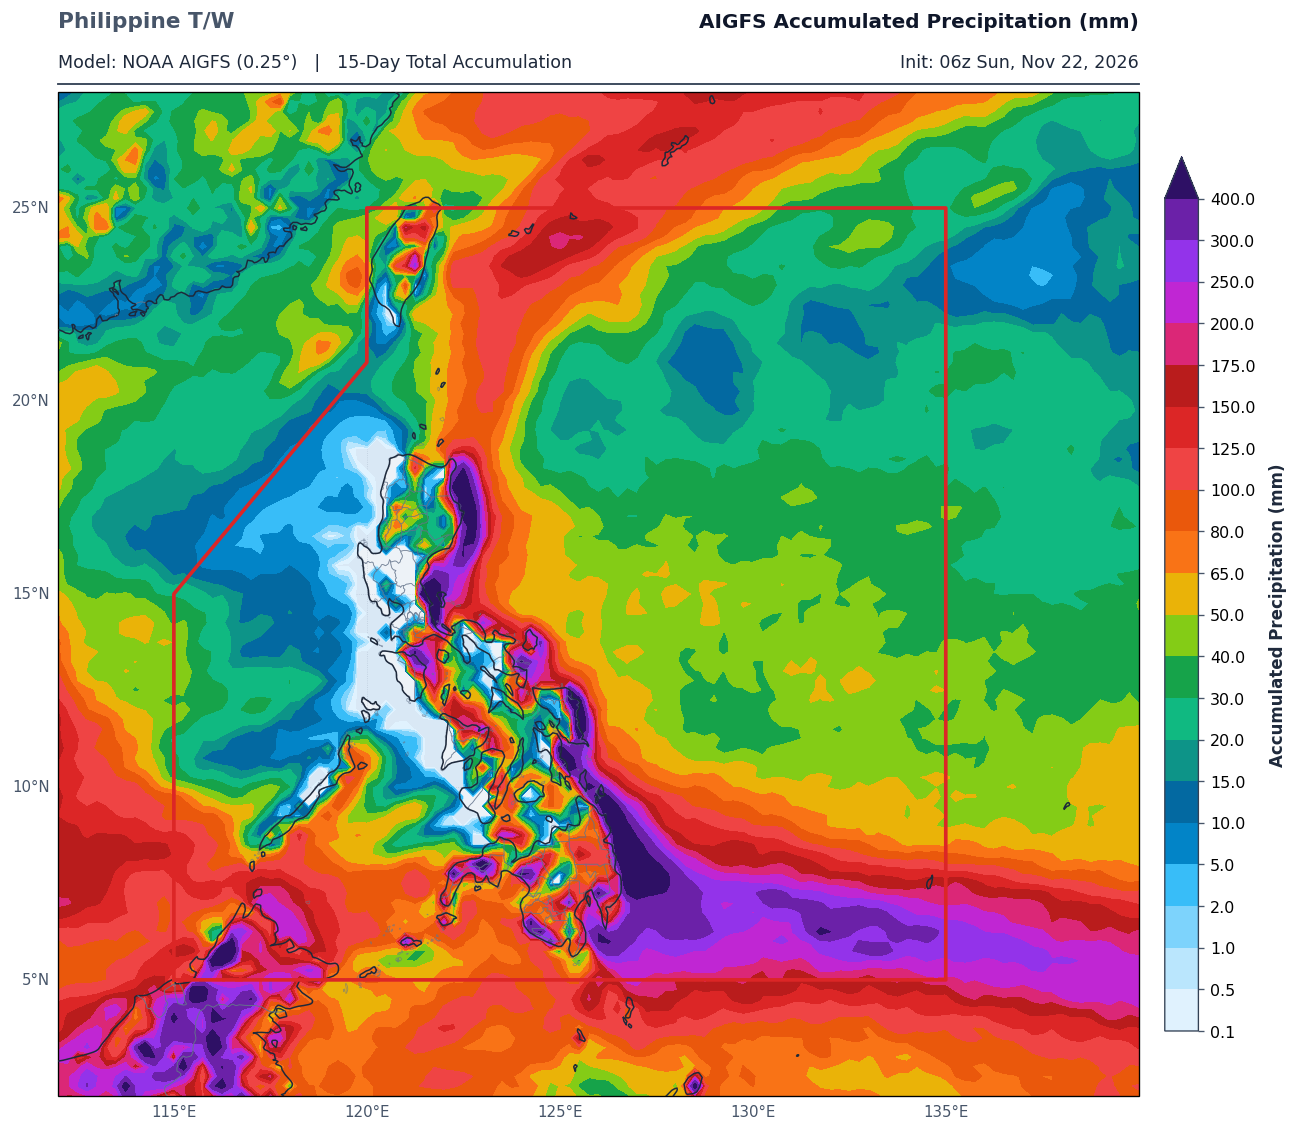 Philippine T/W
AIGFS Accumulated Precipitation (mm)
Model: NOAA AIGFS (0.25°) | 15-Day Total Accumulation
Init: 06z Sun, Nov 22, 2026
25°N
20°N
15°N
10°N
5°N
115°E
120°E
125°E
130°E
135°E
400.0
300.0
250.0
200.0
175.0
150.0
125.0
100.0
80.0
65.0
50.0
40.0
30.0
20.0
15.0
10.0
5.0
2.0
1.0
0.5
0.1
Accumulated Precipitation (mm)